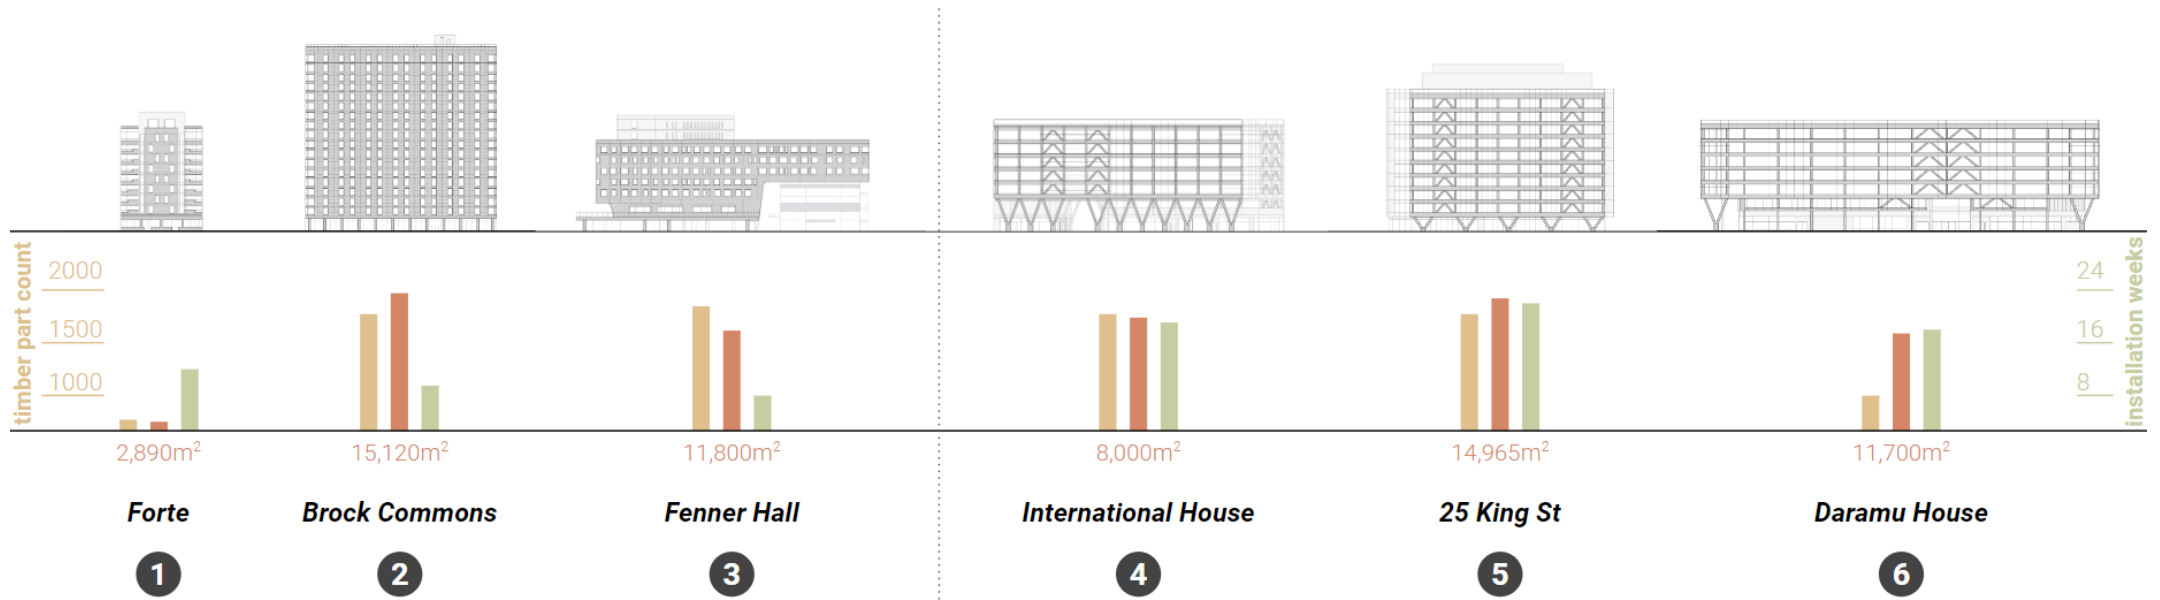 timber part count
2000
1500
1000
24
16
8
installation weeks
2,890m²
15,120m²
11,800m²
8,000m²
14,965m²
11,700m²
Forte
Brock Commons
Fenner Hall
International House
25 King St
Daramu House
1
2
3
4
5
6